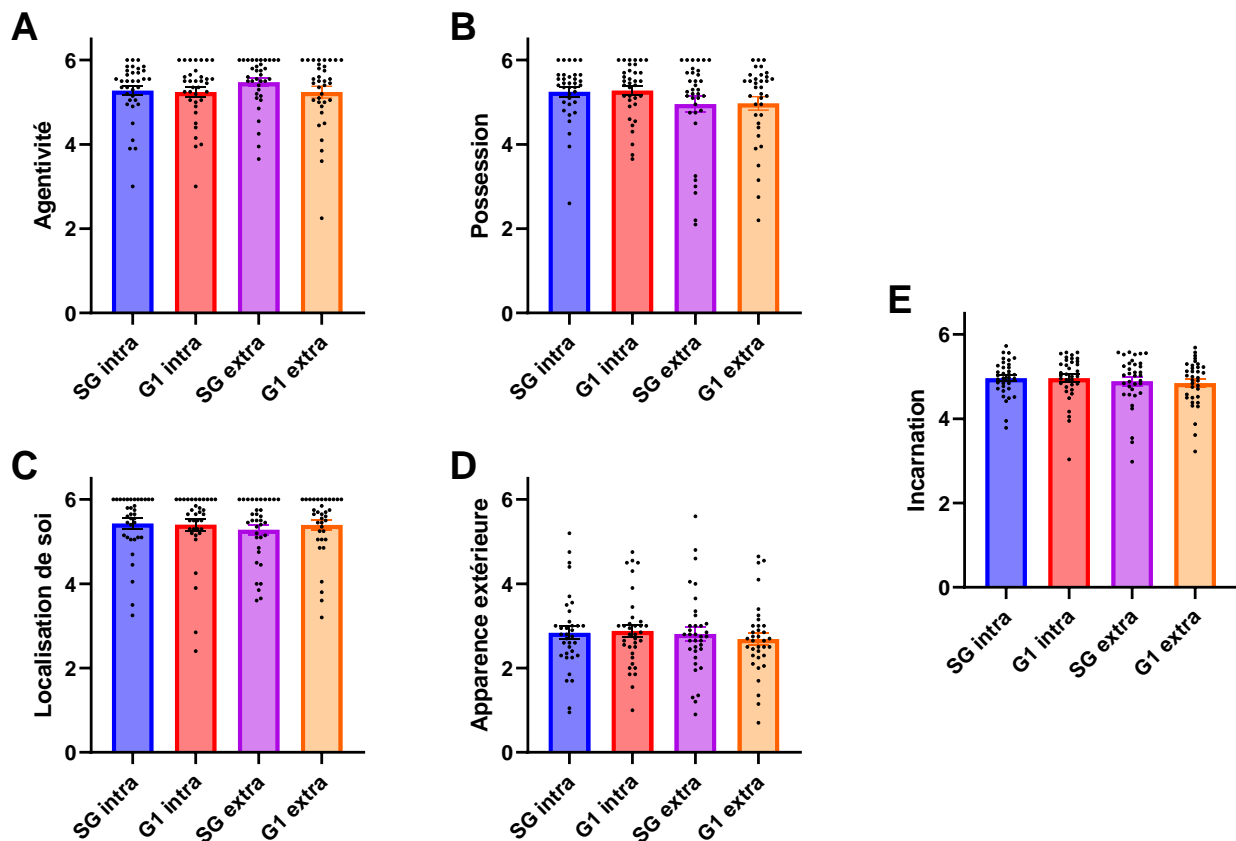 A
Agentivité
6
4
2
0
SG intra
G1 intra
SG extra
G1 extra
B
Possession
6
4
2
0
SG intra
G1 intra
SG extra
G1 extra
C
Localisation de soi
6
4
2
0
SG intra
G1 intra
SG extra
G1 extra
D
Apparence extérieure
6
4
2
0
SG intra
G1 intra
SG extra
G1 extra
E
Incarnation
6
4
2
0
SG intra
G1 intra
SG extra
G1 extra